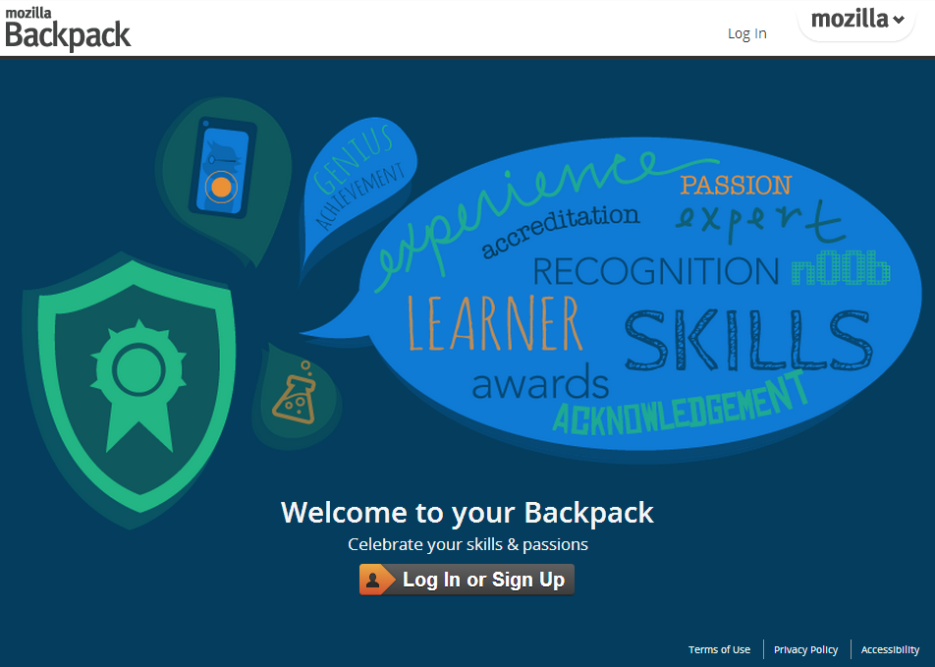 mozilla
Backpack
Log In
mozilla
GENIUS
ACHIEVEMENT
experience
PASSION
accreditation
expert
RECOGNITION
n00b
LEARNER
SKILLS
awards
ACKNOWLEDGEMENT
Welcome to your Backpack
Celebrate your skills & passions
Log In or Sign Up
Terms of Use
Privacy Policy
Accessibility